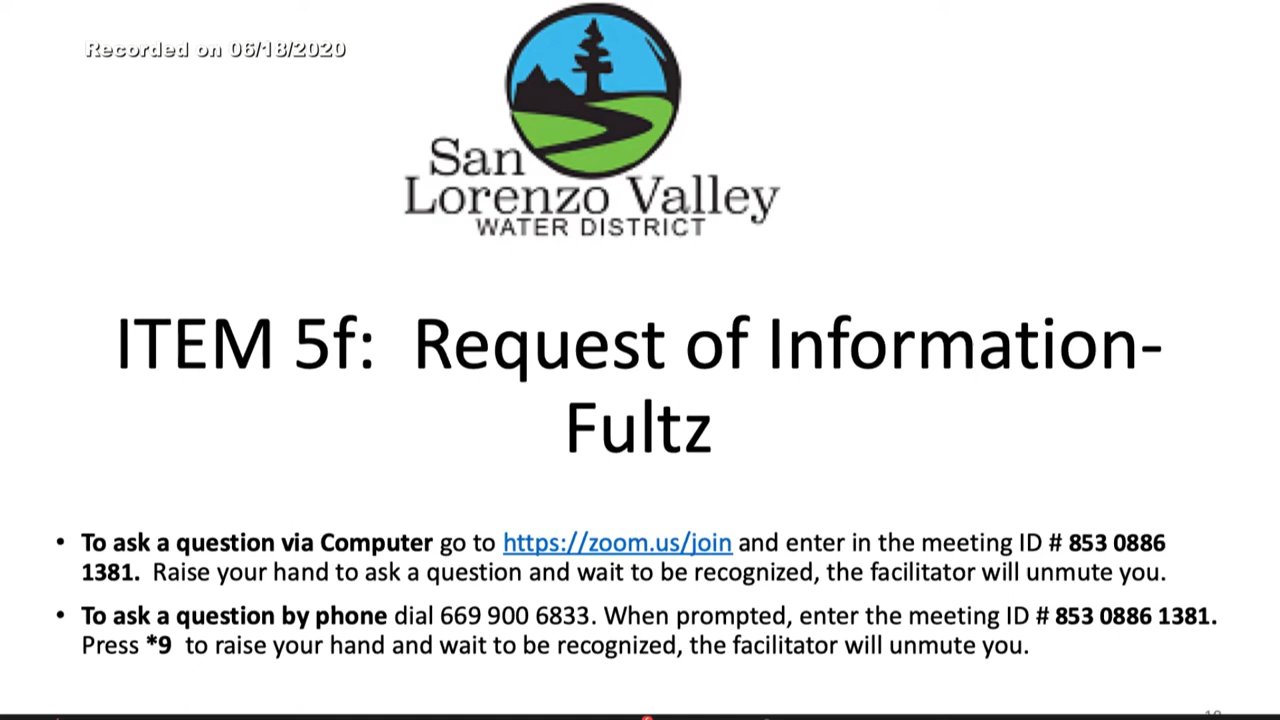 Recorded on 06/18/2020
San
Lorenzo Valley
WATER DISTRICT
ITEM 5f: Request of Information-
Fultz
• To ask a question via Computer go to https://zoom.us/join and enter in the meeting ID # 853 0886
1381. Raise your hand to ask a question and wait to be recognized, the facilitator will unmute you.
• To ask a question by phone dial 669 900 6833. When prompted, enter the meeting ID # 853 0886 1381.
Press *9 to raise your hand and wait to be recognized, the facilitator will unmute you.